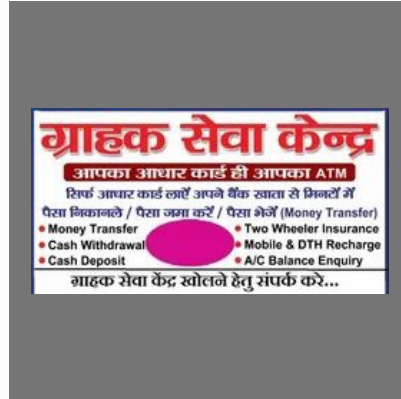 ग्राहक सेवा केन्द्र
आपका आधार कार्ड ही आपका ATM
सिर्फ आधार कार्ड लाएँ अपने बैंक खाता से मिनटों में
पैसा निकानले / पैसा जमा करें / पैसा भेजें (Money Transfer)
• Money Transfer
• Cash Withdrawal
• Cash Deposit
• Two Wheeler Insurance
• Mobile & DTH Recharge
• A/C Balance Enquiry
ग्राहक सेवा केंद्र खोलने हेतु संपर्क करे...